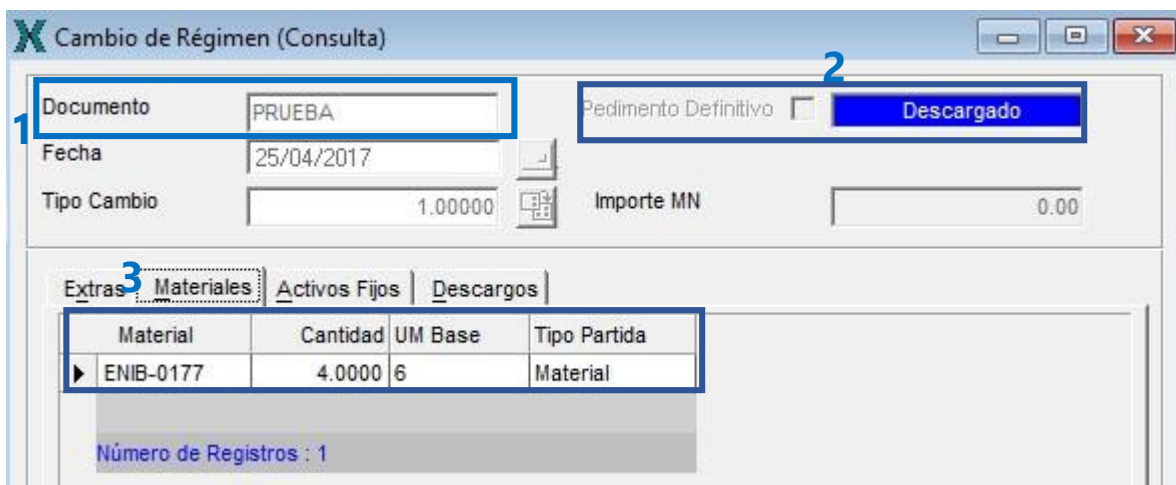 Cambio de Régimen (Consulta)
2
1
Documento PRUEBA Pedimento Definitivo Descargado
Fecha 25/04/2017
Tipo Cambio 1.00000 Importe MN 0.00
3
Extras Materiales Activos Fijos Descargos
Material Cantidad UM Base Tipo Partida
ENIB-0177 4.0000 6 Material
Número de Registros : 1